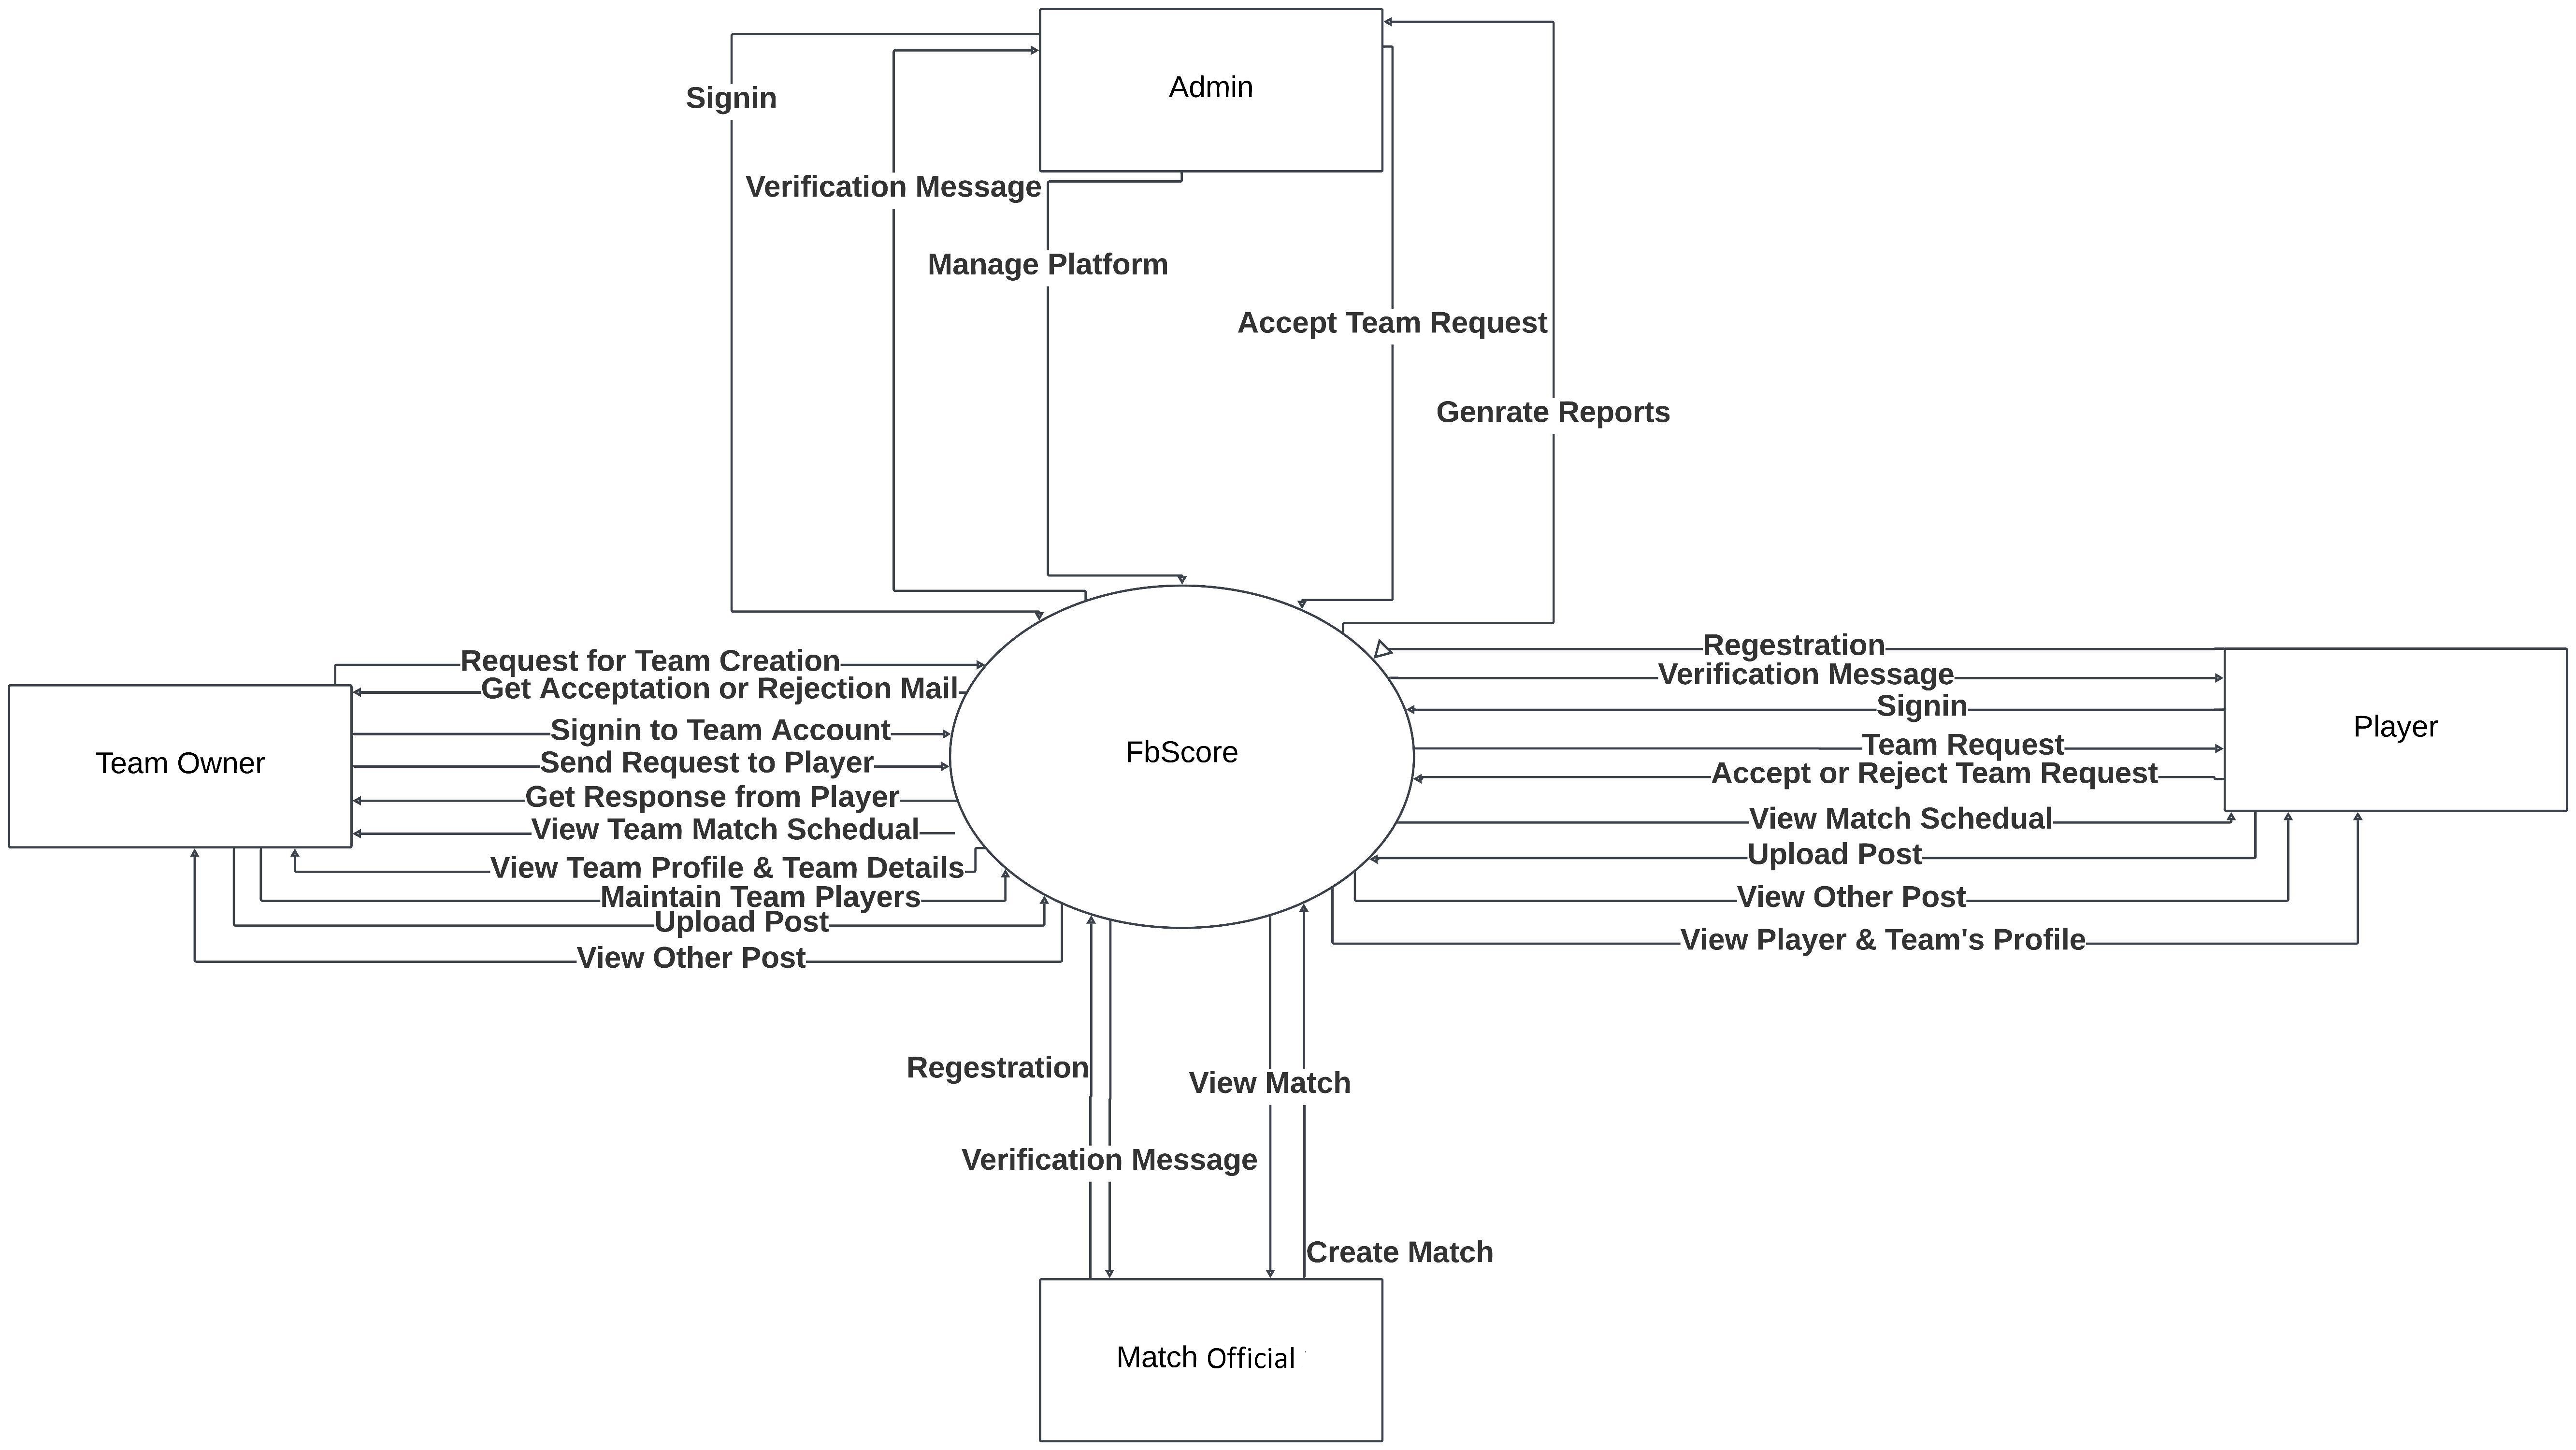 Admin
Signin
Verification Message
Manage Platform
Accept Team Request
Genrate Reports
Request for Team Creation
Get Acceptation or Rejection Mail
Signin to Team Account
Send Request to Player
Get Response from Player
View Team Match Schedual
View Team Profile & Team Details
Maintain Team Players
Upload Post
View Other Post
Team Owner
FbScore
Regestration
Verification Message
Signin
Team Request
Accept or Reject Team Request
View Match Schedual
Upload Post
View Other Post
View Player & Team's Profile
Player
Regestration
View Match
Verification Message
Create Match
Match Official